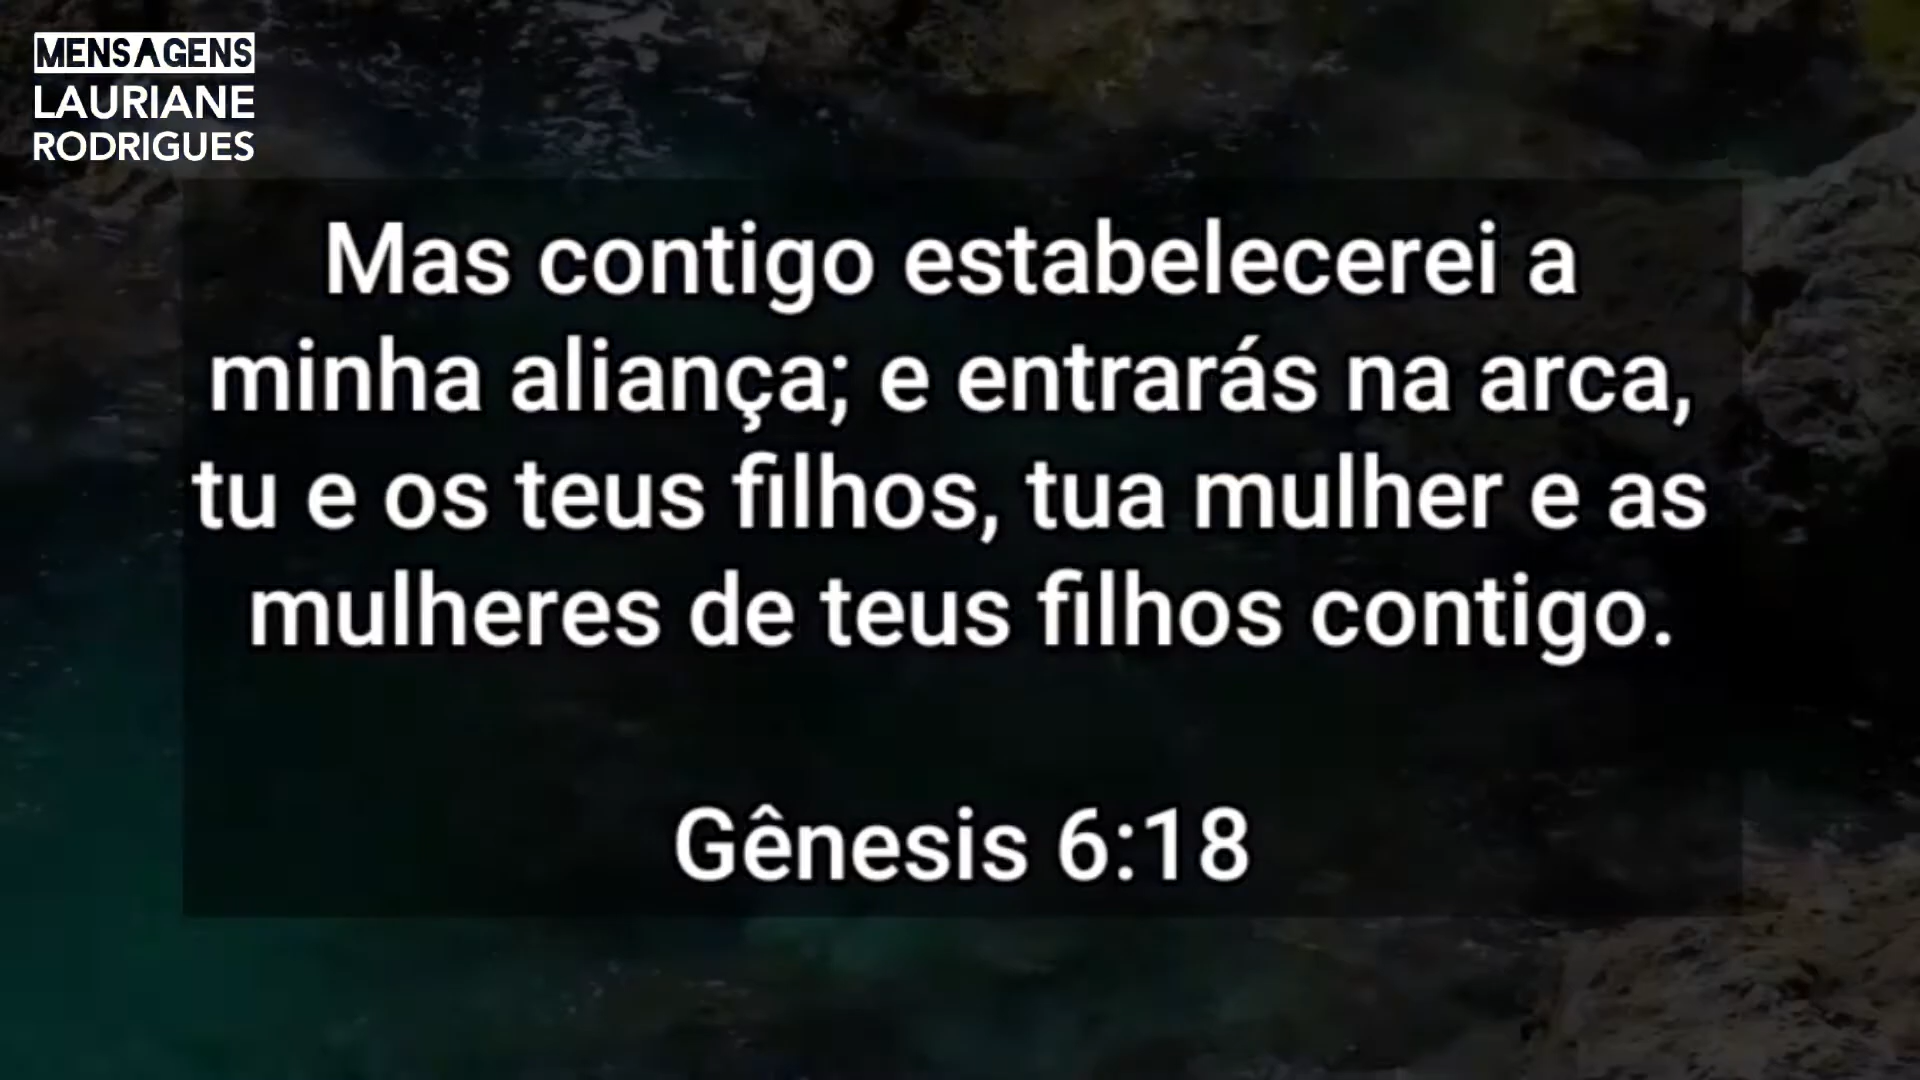 MENSAGENS
LAURIANE
RODRIGUES
Mas contigo estabelecerei a
minha aliança; e entrarás na arca,
tu e os teus filhos, tua mulher e as
mulheres de teus filhos contigo.
Gênesis 6:18